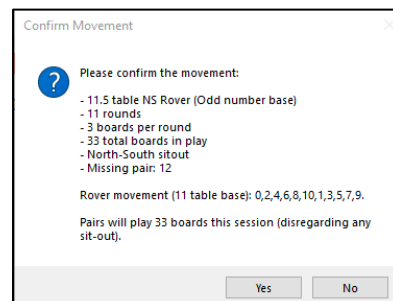 Confirm Movement
Please confirm the movement:
- 11.5 table NS Rover (Odd number base)
- 11 rounds
- 3 boards per round
- 33 total boards in play
- North-South sitout
- Missing pair: 12
Rover movement (11 table base): 0,2,4,6,8,10,1,3,5,7,9.
Pairs will play 33 boards this session (disregarding any
sit-out).
Yes
No